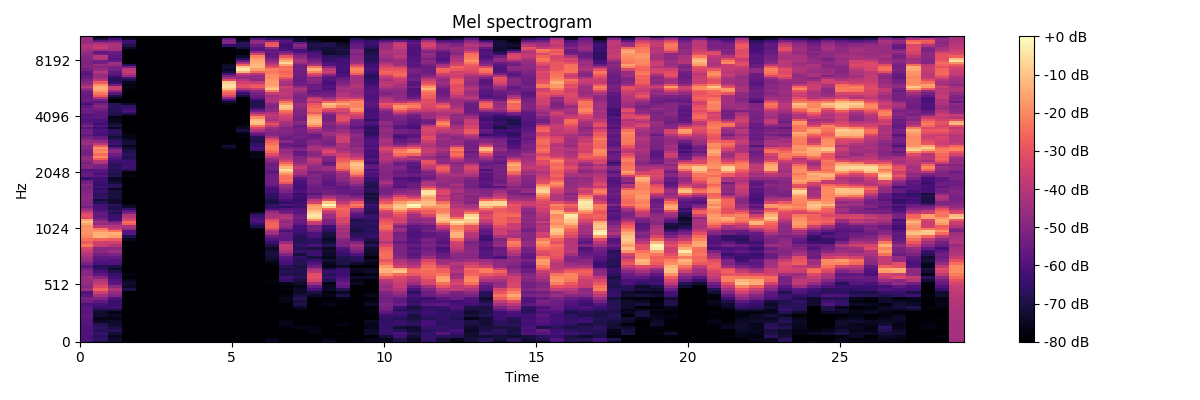 Mel spectrogram
+0 dB
8192
-10 dB
4096
-20 dB
-30 dB
Hz
2048
-40 dB
1024
-50 dB
-60 dB
512
-70 dB
0
-80 dB
0 5 10 15 20 25
Time